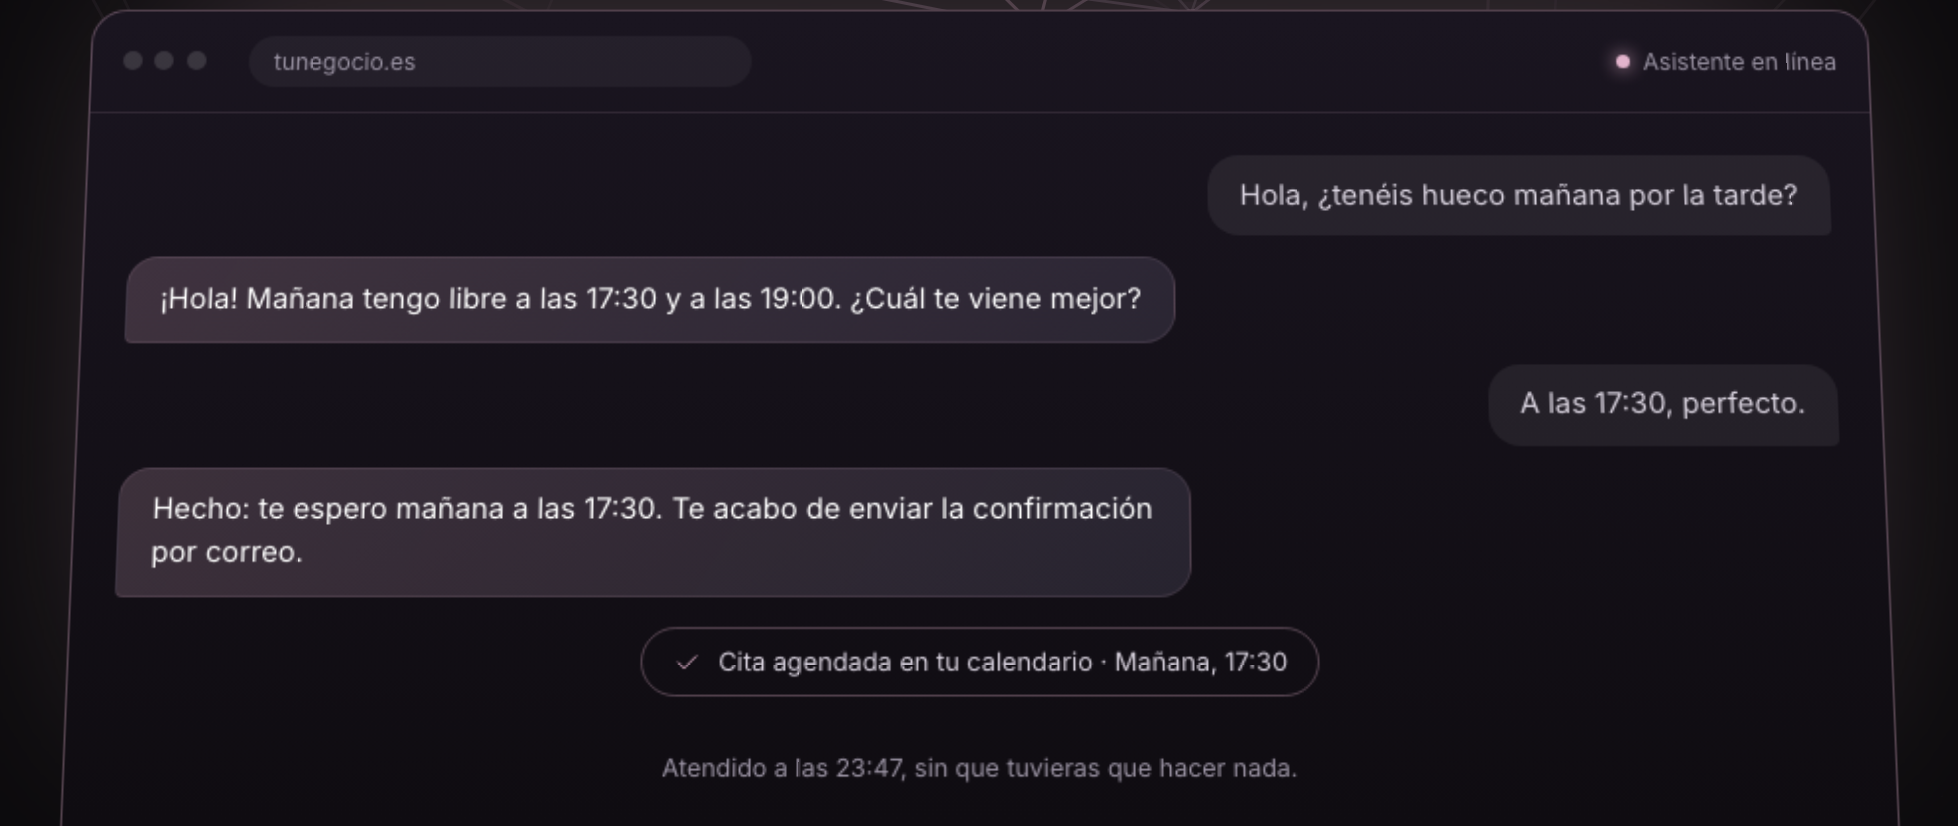 tunegocio.es
Asistente en línea
Hola, ¿tenéis hueco mañana por la tarde?
¡Hola! Mañana tengo libre a las 17:30 y a las 19:00. ¿Cuál te viene mejor?
A las 17:30, perfecto.
Hecho: te espero mañana a las 17:30. Te acabo de enviar la confirmación
por correo.
Cita agendada en tu calendario · Mañana, 17:30
Atendido a las 23:47, sin que tuvieras que hacer nada.